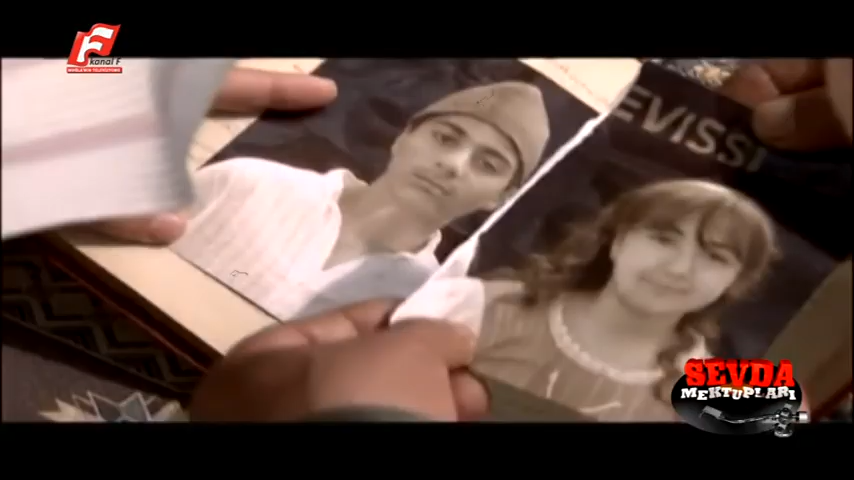 F
kanal F
EVISSI
SEVDA
MEKTUPLARI